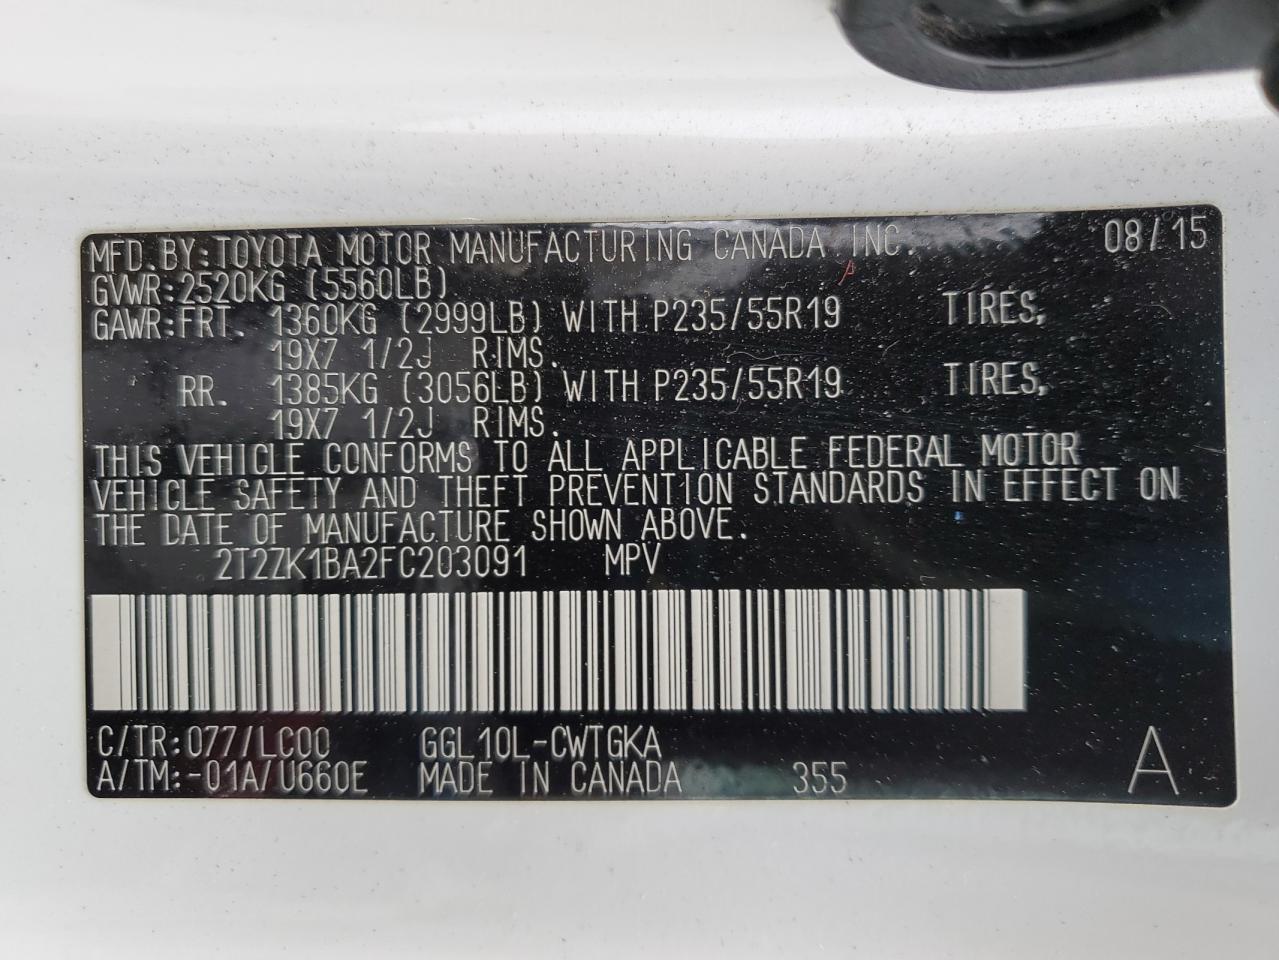 MFD. BY: TOYOTA MOTOR MANUFACTURING CANADA INC. 08/15
GVWR: 2520KG (5560LB)
GAWR: FRT. 1360KG (2999LB) WITH P235/55R19 TIRES,
19X7 1/2J RIMS.
RR. 1385KG (3056LB) WITH P235/55R19 TIRES,
19X7 1/2J RIMS.
THIS VEHICLE CONFORMS TO ALL APPLICABLE FEDERAL MOTOR
VEHICLE SAFETY AND THEFT PREVENTION STANDARDS IN EFFECT ON
THE DATE OF MANUFACTURE SHOWN ABOVE.
2T2ZK1BA2FC203091 MPV
C/TR: 077/LC00 GGL10L-CWTGKA
A/TM: -01A/U660E MADE IN CANADA 355 A